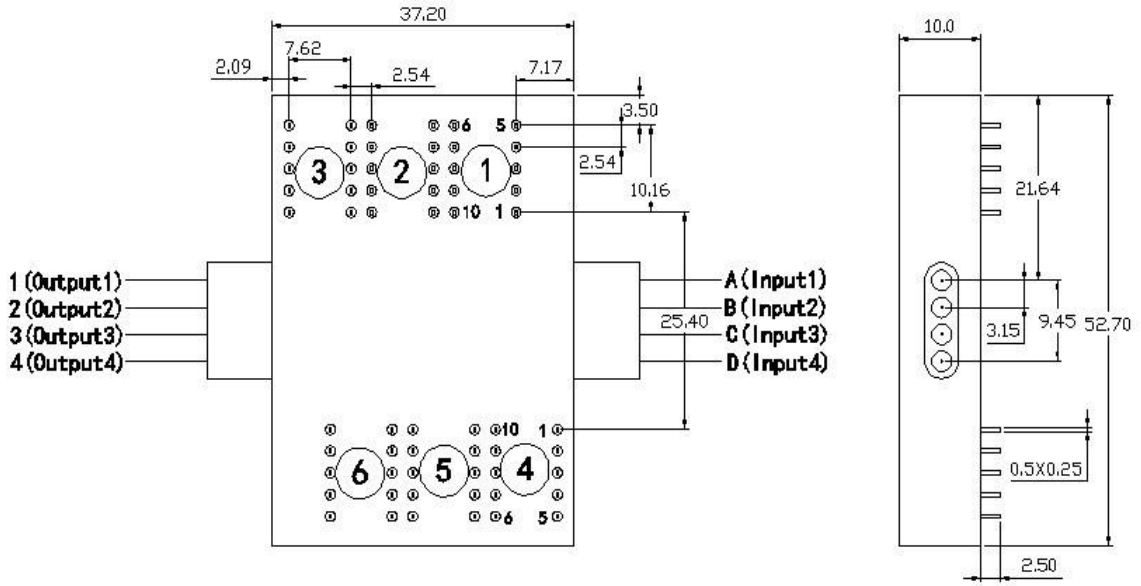 37.20
10.0
7.62
2.09
2.54
7.17
3.50
6 5
3 2 1
2.54
10.16
21.64
10 1
1(Output1)
A(Input1)
2(Output2)
B(Input2)
25.40
3(Output3)
C(Input3)
3.15
9.45
52.70
4(Output4)
D(Input4)
10 1
6 5 4
0.5X0.25
6 5
2.50